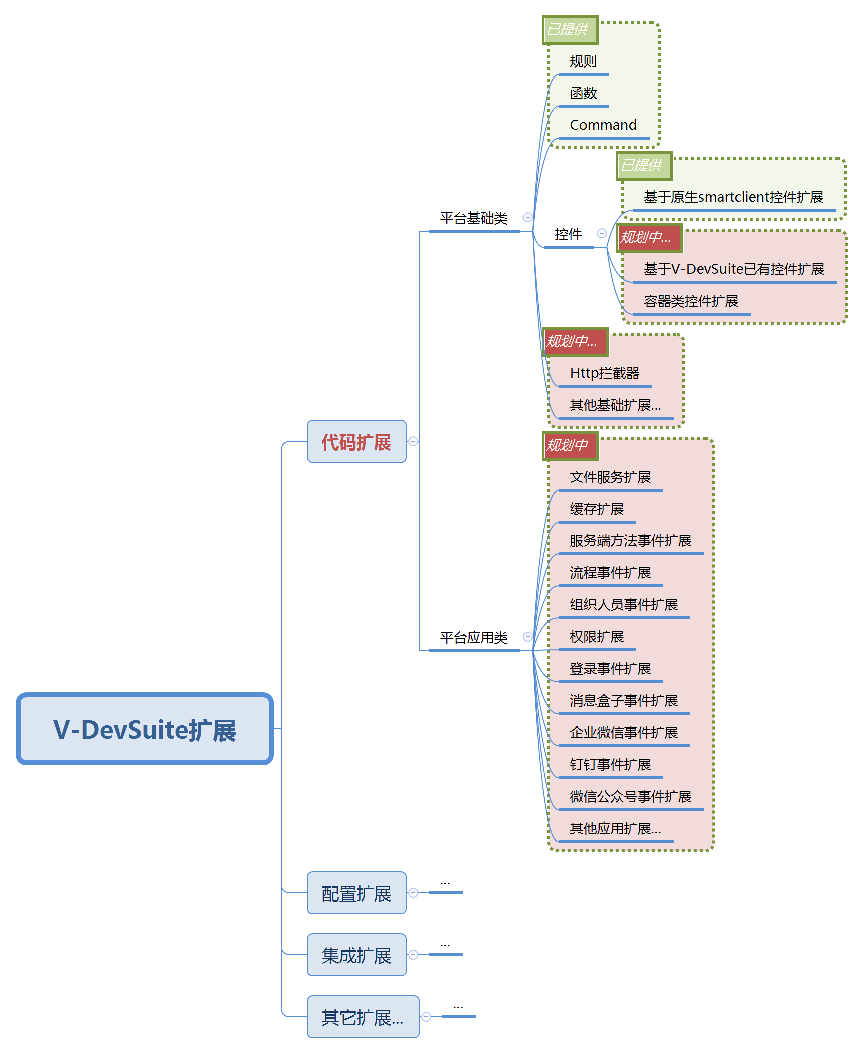 V-DevSuite扩展
代码扩展
平台基础类
已提供
规则
函数
Command
控件
已提供
基于原生smartclient控件扩展
规划中...
基于V-DevSuite已有控件扩展
容器类控件扩展
规划中...
Http拦截器
其他基础扩展...
平台应用类
规划中
文件服务扩展
缓存扩展
服务端方法事件扩展
流程事件扩展
组织人员事件扩展
权限扩展
登录事件扩展
消息盒子事件扩展
企业微信事件扩展
钉钉事件扩展
微信公众号事件扩展
其他应用扩展...
配置扩展
...
集成扩展
...
其它扩展...
...